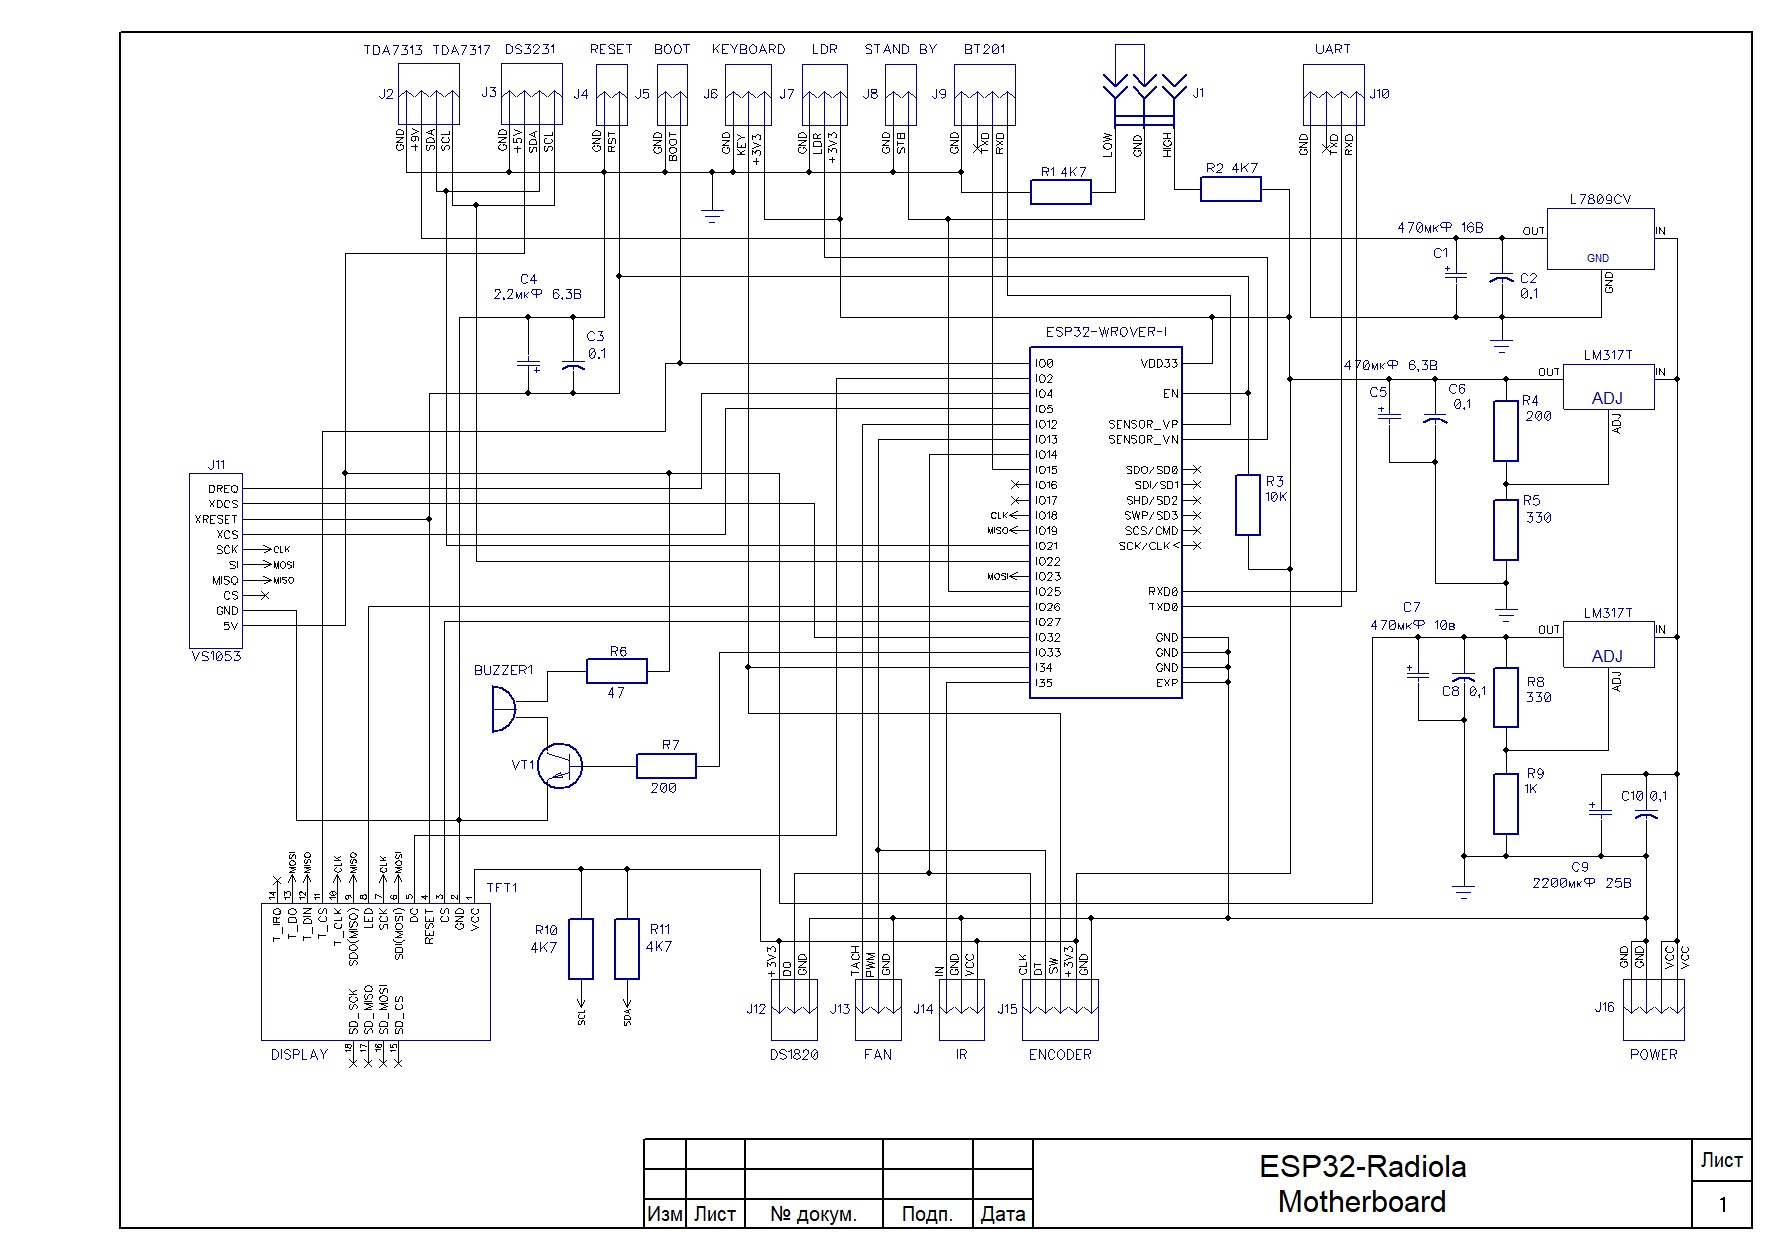 TDA7313 TDA7317 DS3231 RESET BOOT KEYBOARD LDR STAND BY BT201 UART
J2 J3 J4 J5 J6 J7 J8 J9 J1 J10
GND +9V SDA SCL
GND +5V SDA SCL
GND RST
GND BOOT
GND KEY +3V3
GND LDR +3V3
GND STB
GND TXD RXD
LOW GND HIGH
GND TXD RXD
R1 4K7
R2 4K7
L7809CV
470мкФ 16В
OUT IN
C1
GND
GND
C2
0.1
C4
2,2мкФ 6,3В
C3
0.1
ESP32-WROVER-I
LM317T
470мкФ 6,3В
OUT IN
C5 C6
0,1
ADJ
ADJ
R4
200
R5
330
IO0
IO2
IO4
IO5
IO12
IO13
IO14
IO15
IO16
IO17
CLK IO18
MISO IO19
IO21
IO22
MOSI IO23
IO25
IO26
IO27
IO32
IO33
I34
I35
VDD33
EN
SENSOR_VP
SENSOR_VN
SDO/SD0
SDI/SD1
SHD/SD2
SWP/SD3
SCS/CMD
SCK/CLK
RXD0
TXD0
GND
GND
GND
EXP
R3
10K
J11
DREQ
XDCS
XRESET
XCS
SCK CLK
SI MOSI
MISO MISO
CS
GND
5V
VS1053
C7
470мкФ 10в
LM317T
OUT IN
ADJ
ADJ
C8 0,1
R8
330
R9
1K
R6
47
BUZZER1
VT1
R7
200
C10 0,1
C9
2200мкФ 25В
MOSI MISO CLK MISO CLK MOSI
TFT1
14 13 12 11 10 9 8 7 6 5 4 3 2 1
T_IRQ T_DO T_DIN T_CS T_CLK SDO(MISO) LED SCK SDI(MOSI) DC RESET CS GND VCC
SD_SCK SD_MISO SD_MOSI SD_CS
18 17 16 15
DISPLAY
R10
4K7
R11
4K7
SCL SDA
+3V3 DQ GND
TACH PWM GND
IN GND VCC
CLK DT SW +3V3 GND
GND GND VCC VCC
J12 J13 J14 J15 J16
DS1820 FAN IR ENCODER POWER
ESP32-Radiola
Motherboard
Лист
1
Изм Лист № докум. Подп. Дата